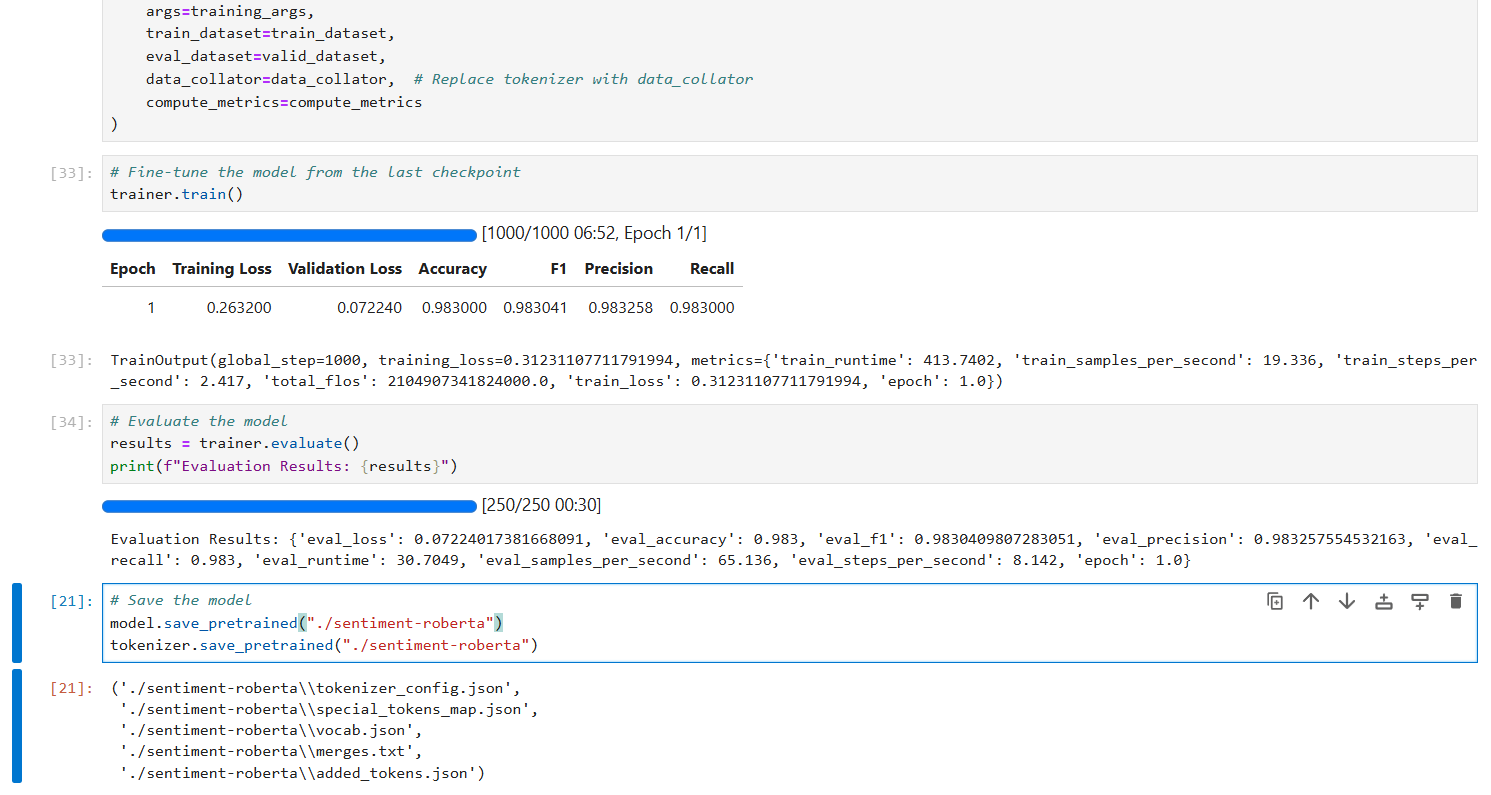 args=training_args,
train_dataset=train_dataset,
eval_dataset=valid_dataset,
data_collator=data_collator,  # Replace tokenizer with data_collator
compute_metrics=compute_metrics
)
[33]: # Fine-tune the model from the last checkpoint
trainer.train()
[1000/1000 06:52, Epoch 1/1]
Epoch Training Loss Validation Loss Accuracy F1 Precision Recall
1 0.263200 0.072240 0.983000 0.983041 0.983258 0.983000
[33]: TrainOutput(global_step=1000, training_loss=0.31231107711791994, metrics={'train_runtime': 413.7402, 'train_samples_per_second': 19.336, 'train_steps_per
_second': 2.417, 'total_flos': 2104907341824000.0, 'train_loss': 0.31231107711791994, 'epoch': 1.0})
[34]: # Evaluate the model
results = trainer.evaluate()
print(f"Evaluation Results: {results}")
[250/250 00:30]
Evaluation Results: {'eval_loss': 0.07224017381668091, 'eval_accuracy': 0.983, 'eval_f1': 0.9830409807283051, 'eval_precision': 0.983257554532163, 'eval_
recall': 0.983, 'eval_runtime': 30.7049, 'eval_samples_per_second': 65.136, 'eval_steps_per_second': 8.142, 'epoch': 1.0}
[21]: # Save the model
model.save_pretrained("./sentiment-roberta")
tokenizer.save_pretrained("./sentiment-roberta")
[21]: ('./sentiment-roberta\\tokenizer_config.json',
'./sentiment-roberta\\special_tokens_map.json',
'./sentiment-roberta\\vocab.json',
'./sentiment-roberta\\merges.txt',
'./sentiment-roberta\\added_tokens.json')